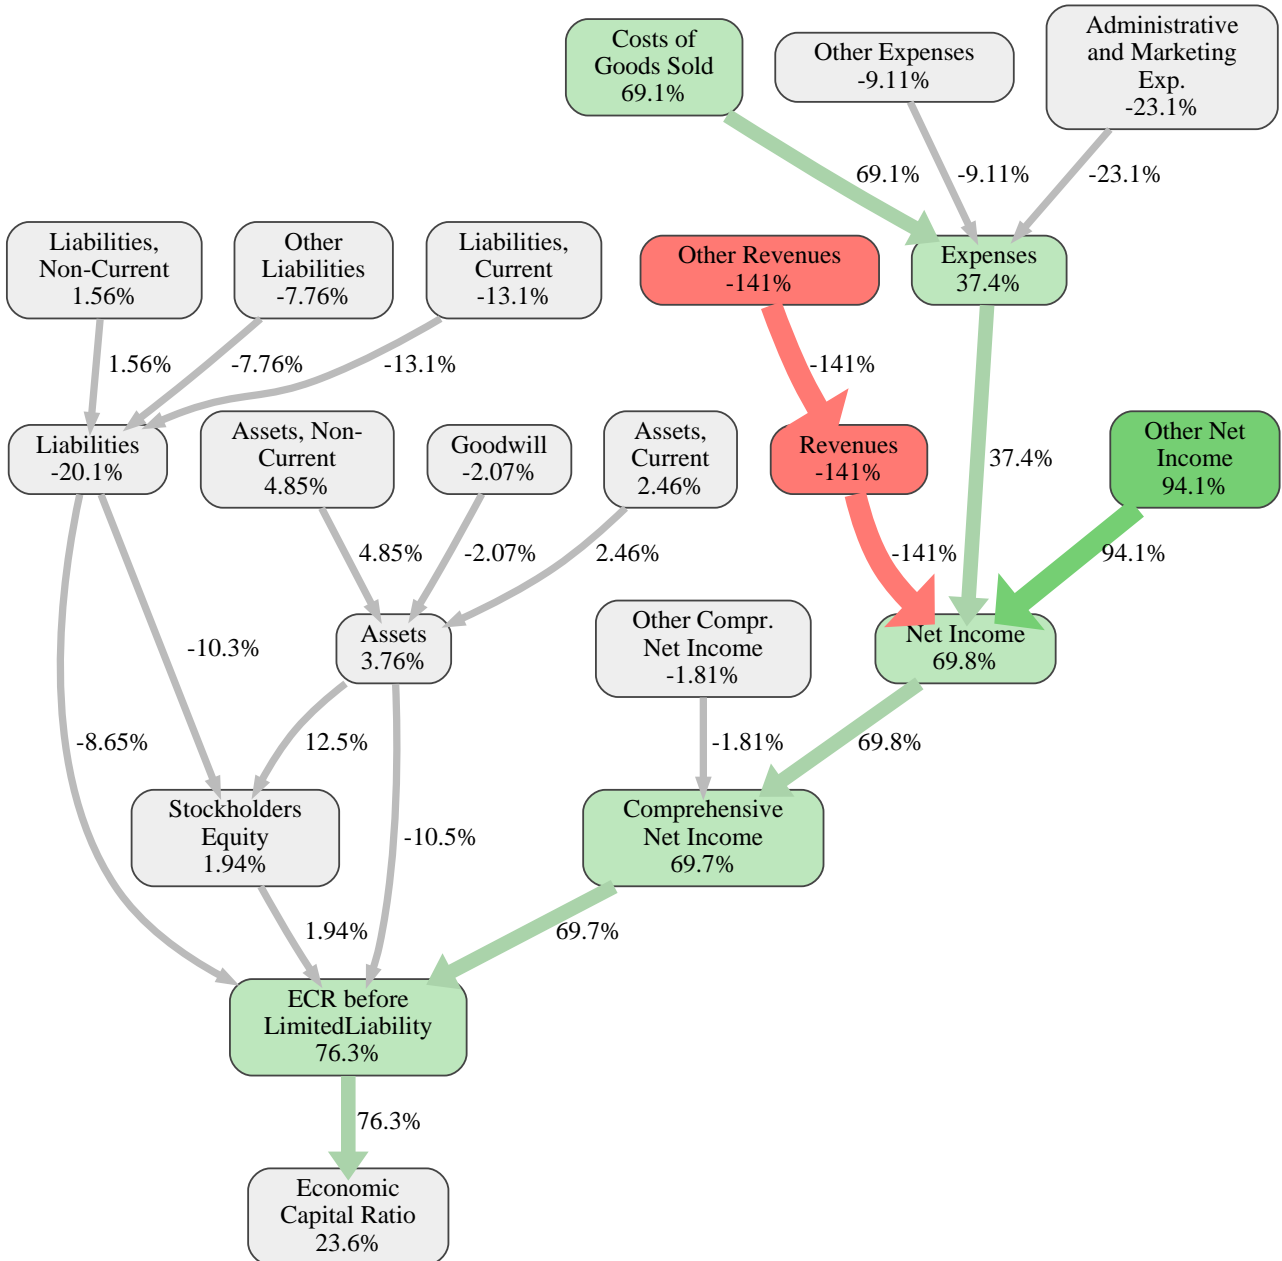 Costs of
Goods Sold
69.1%
Other Expenses
-9.11%
Administrative
and Marketing
Exp.
-23.1%
69.1%
-9.11%
-23.1%
Liabilities,
Non-Current
1.56%
Other
Liabilities
-7.76%
Liabilities,
Current
-13.1%
Other Revenues
-141%
Expenses
37.4%
1.56%
-7.76%
-13.1%
-141%
Liabilities
-20.1%
Assets, Non-
Current
4.85%
Goodwill
-2.07%
Assets,
Current
2.46%
Revenues
-141%
37.4%
Other Net
Income
94.1%
4.85%
-2.07%
2.46%
-141%
94.1%
-10.3%
Assets
3.76%
Other Compr.
Net Income
-1.81%
Net Income
69.8%
-8.65%
12.5%
-1.81%
69.8%
Stockholders
Equity
1.94%
-10.5%
Comprehensive
Net Income
69.7%
1.94%
69.7%
ECR before
LimitedLiability
76.3%
76.3%
Economic
Capital Ratio
23.6%